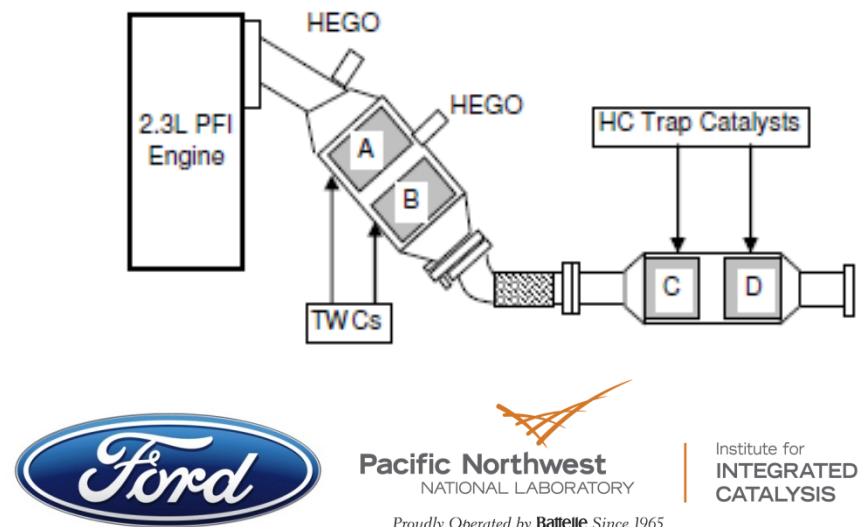 HEGO
HEGO
2.3L PFI
Engine
HC Trap Catalysts
A
B
C
D
TWCs
Ford
Pacific Northwest
NATIONAL LABORATORY
Proudly Operated by Battelle Since 1965
Institute for
INTEGRATED
CATALYSIS